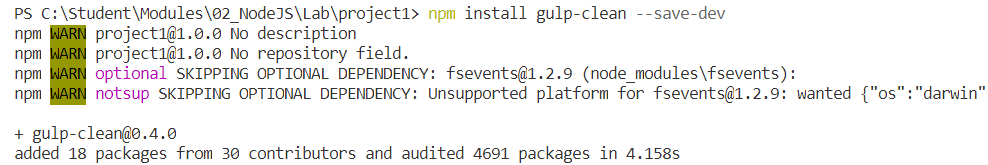 PS C:\Student\Modules\02_NodeJS\Lab\project1> npm install gulp-clean --save-dev
npm WARN project1@1.0.0 No description
npm WARN project1@1.0.0 No repository field.
npm WARN optional SKIPPING OPTIONAL DEPENDENCY: fsevents@1.2.9 (node_modules\fsevents):
npm WARN notsup SKIPPING OPTIONAL DEPENDENCY: Unsupported platform for fsevents@1.2.9: wanted {"os":"darwin"
+ gulp-clean@0.4.0
added 18 packages from 30 contributors and audited 4691 packages in 4.158s